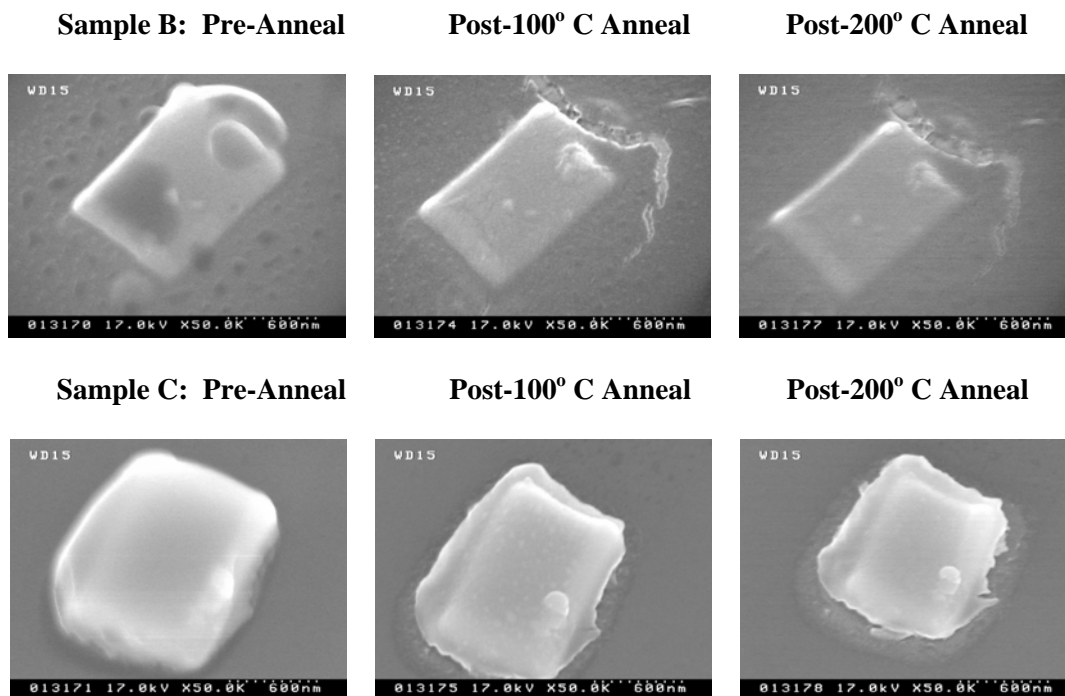 Sample B: Pre-Anneal Post-100° C Anneal Post-200° C Anneal
WD15 WD15 WD15
013170 17.0kV X50.0K 600nm 013174 17.0kV X50.0K 600nm 013177 17.0kV X50.0K 600nm
Sample C: Pre-Anneal Post-100° C Anneal Post-200° C Anneal
WD15 WD15 WD15
013171 17.0kV X50.0K 600nm 013175 17.0kV X50.0K 600nm 013178 17.0kV X50.0K 600nm